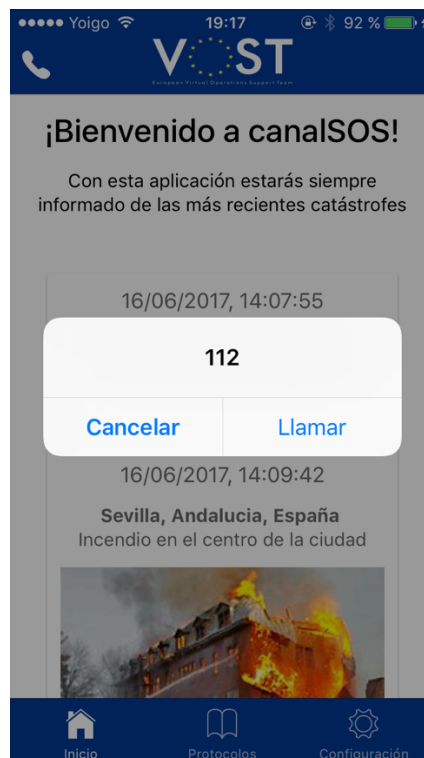 Yoigo 19:17 92 %
VOST
European Virtual Operations Support Team
¡Bienvenido a canalSOS!
Con esta aplicación estarás siempre
informado de las más recientes catástrofes
16/06/2017, 14:07:55
112
Cancelar Llamar
16/06/2017, 14:09:42
Sevilla, Andalucia, España
Incendio en el centro de la ciudad
Inicio Protocolos Configuración